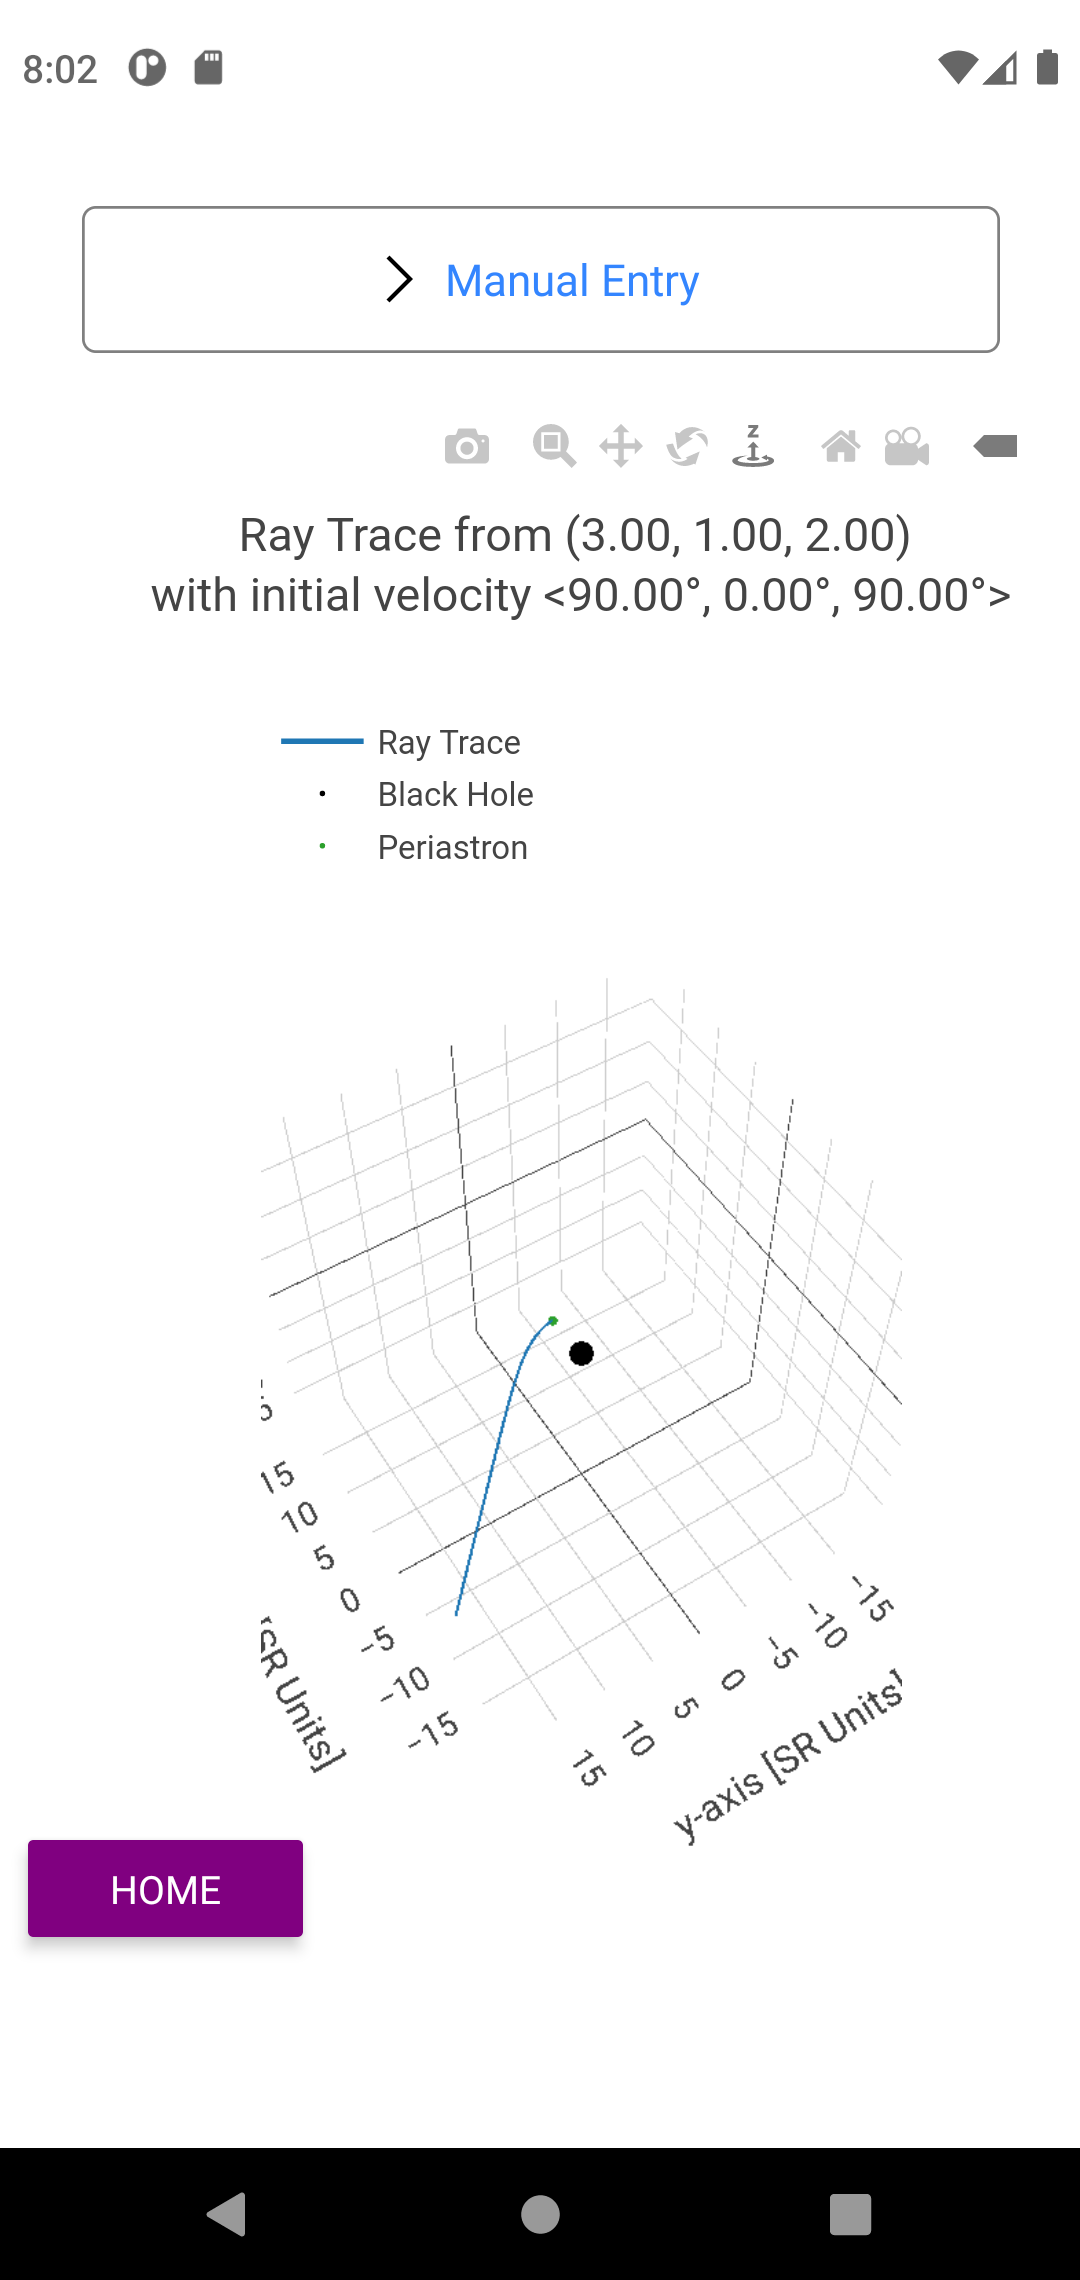 8:02
Manual Entry
z
Ray Trace from (3.00, 1.00, 2.00)
with initial velocity <90.00°, 0.00°, 90.00°>
Ray Trace
Black Hole
Periastron
5
15
10
5
0
−5
−10
−15
SR Units]
15
10
5
0
−5
−10
−15
y-axis [SR Units]
HOME